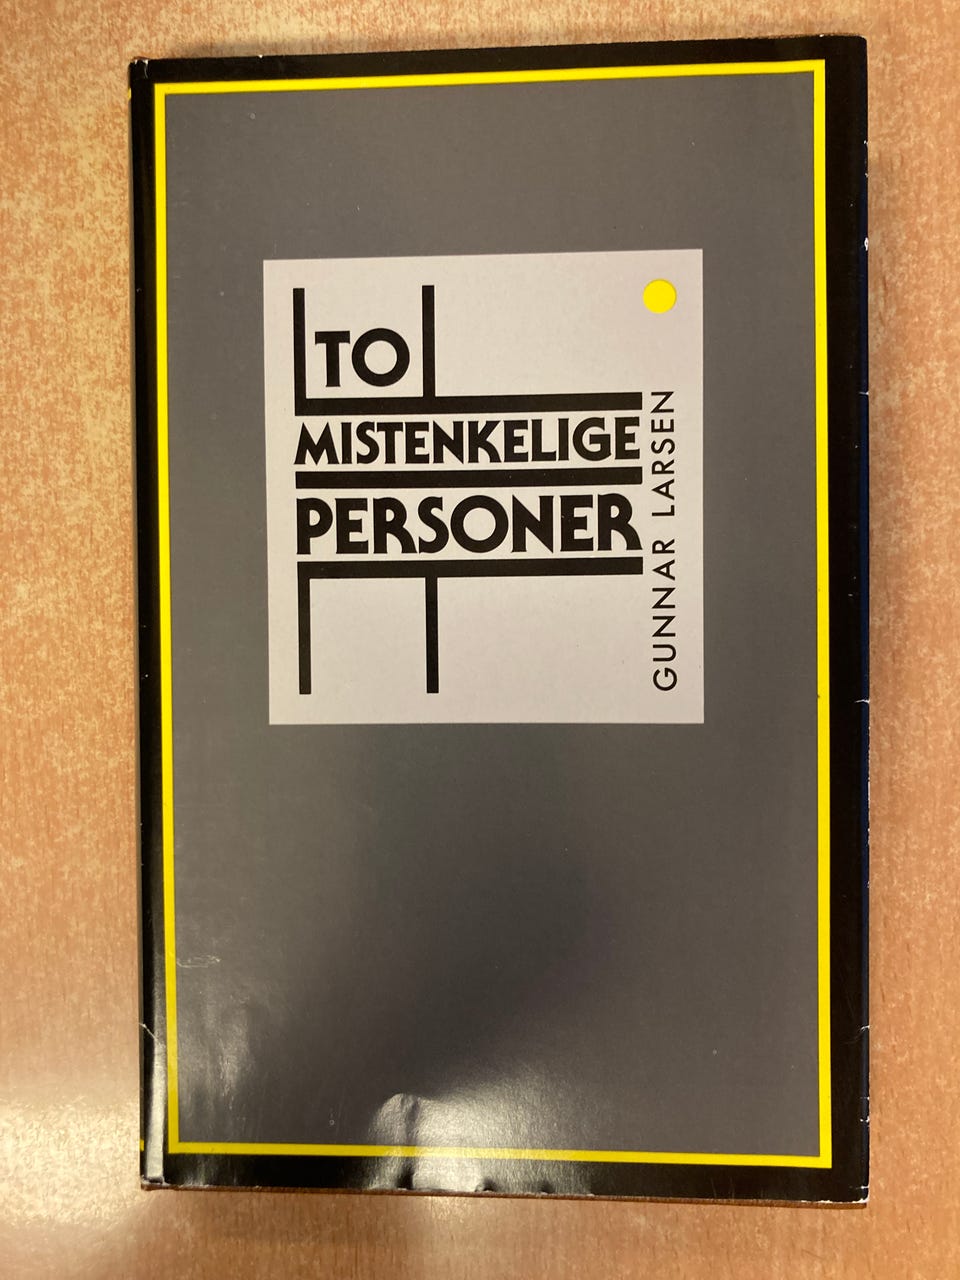 TO
MISTENKELIGE
PERSONER
GUNNAR LARSEN